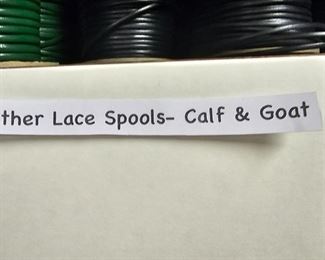 ther Lace Spools- Calf & Goat